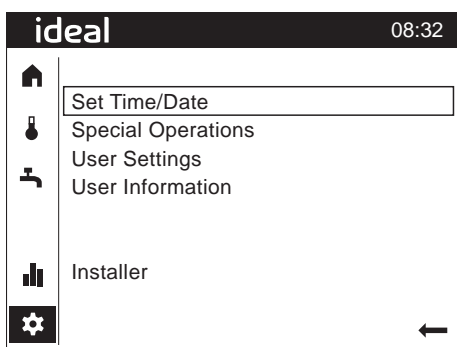 ideal 08:32
Set Time/Date
Special Operations
User Settings
User Information
Installer